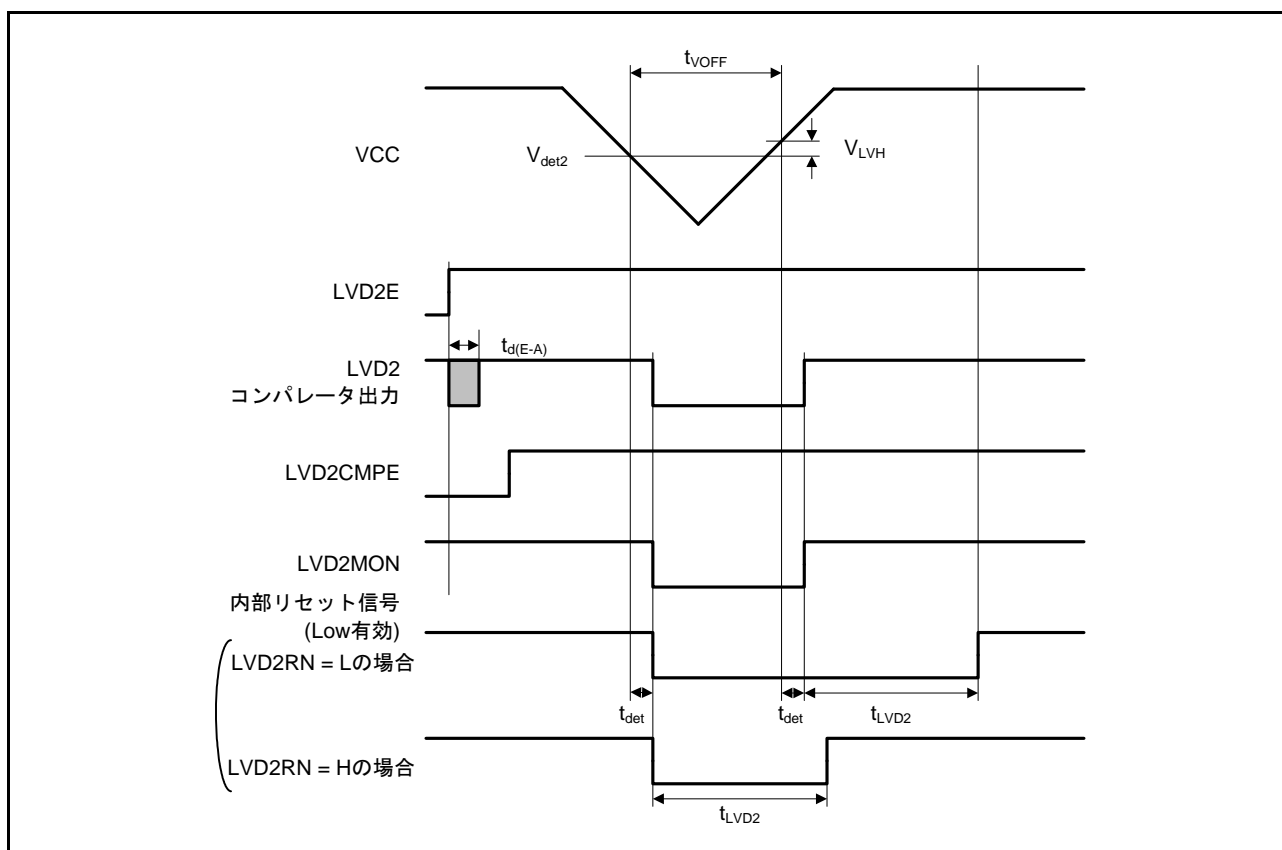 tVOFF
VCC
Vdet2
VLVH
LVD2E
td(E-A)
LVD2
コンパレータ出力
LVD2CMPE
LVD2MON
内部リセット信号
(Low有効)
LVD2RN = Lの場合
tdet
tdet
tLVD2
LVD2RN = Hの場合
tLVD2